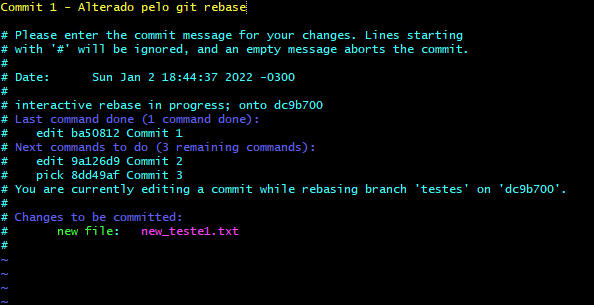 Commit 1 - Alterado pelo git rebase

# Please enter the commit message for your changes. Lines starting
# with '#' will be ignored, and an empty message aborts the commit.
#
# Date:      Sun Jan 2 18:44:37 2022 -0300
#
# interactive rebase in progress; onto dc9b700
# Last command done (1 command done):
#    edit ba50812 Commit 1
# Next commands to do (3 remaining commands):
#    edit 9a126d9 Commit 2
#    pick 8dd49af Commit 3
# You are currently editing a commit while rebasing branch 'testes' on 'dc9b700'.
#
# Changes to be committed:
#       new file:   new_teste1.txt
#
~
~
~
~